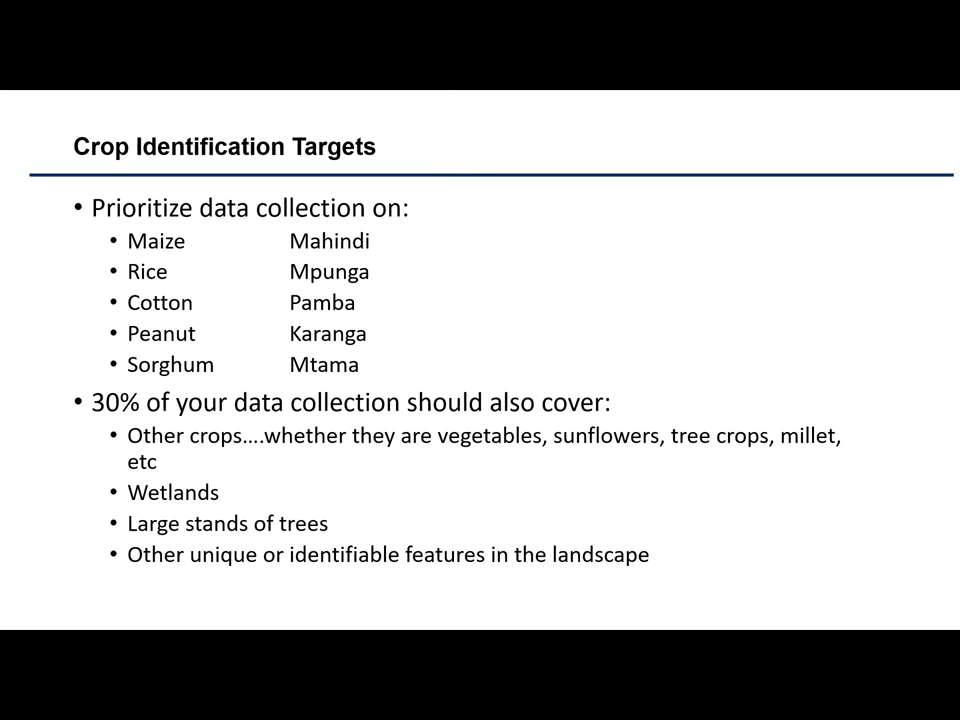 Crop Identification Targets
• Prioritize data collection on:
• Maize Mahindi
• Rice Mpunga
• Cotton Pamba
• Peanut Karanga
• Sorghum Mtama
• 30% of your data collection should also cover:
• Other crops....whether they are vegetables, sunflowers, tree crops, millet,
etc
• Wetlands
• Large stands of trees
• Other unique or identifiable features in the landscape